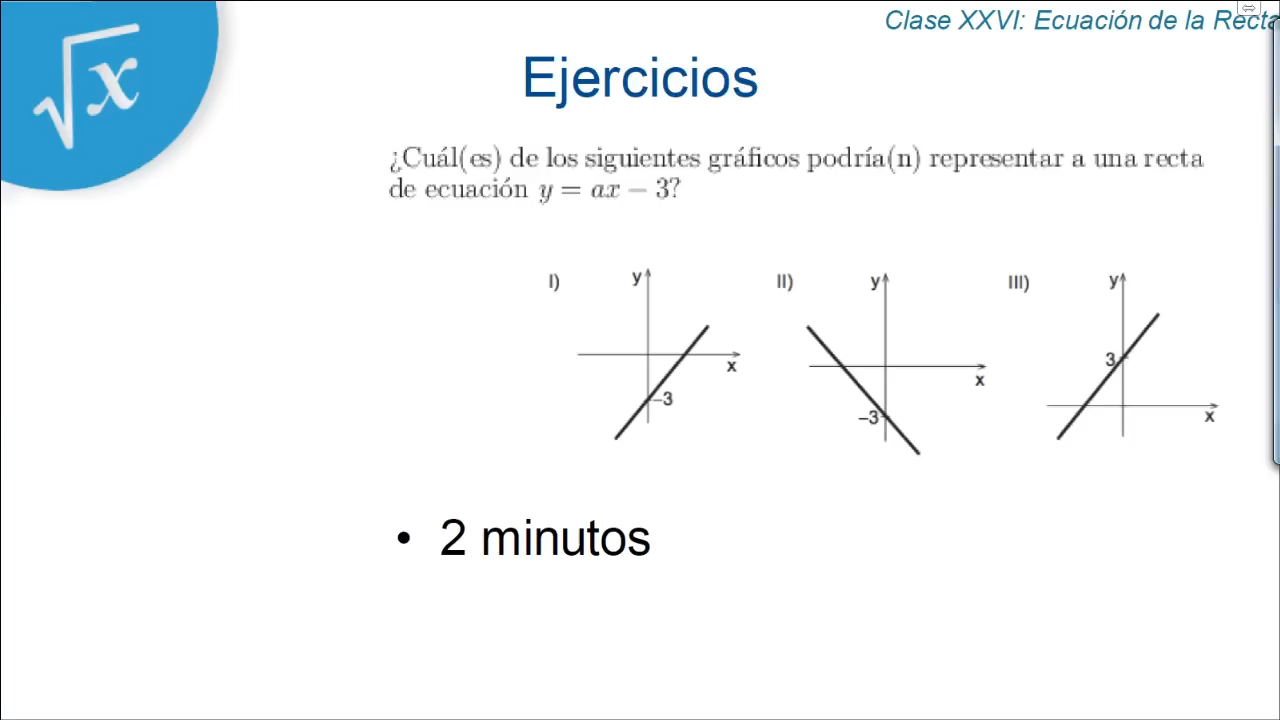 Clase XXVI: Ecuación de la Recta
√x
Ejercicios
¿Cuál(es) de los siguientes gráficos podría(n) representar a una recta
de ecuación y = ax − 3?
I)
y
x
−3
II)
y
x
−3
III)
y
3
x
• 2 minutos